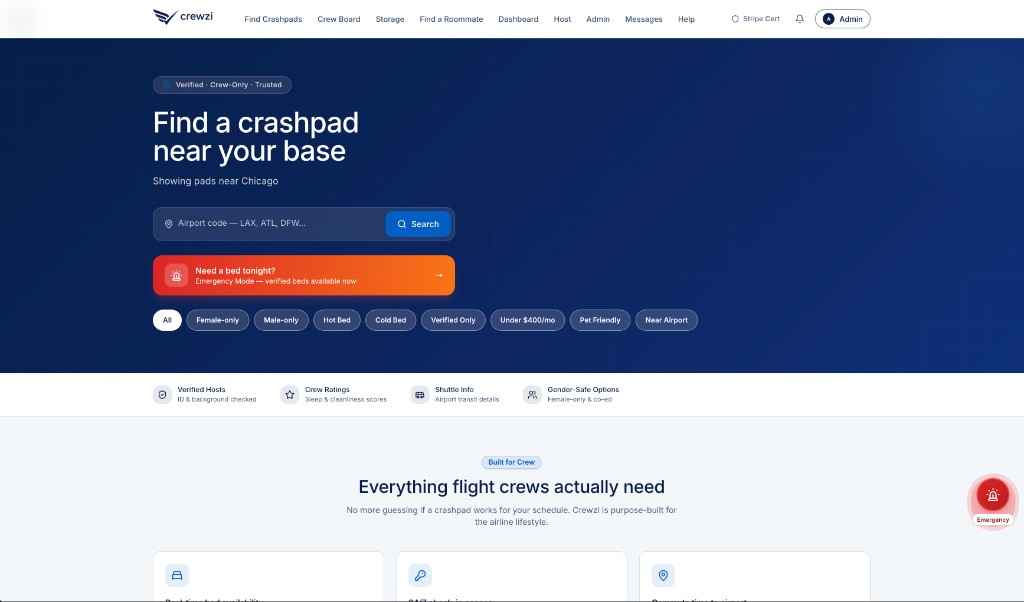 crewzi
Find Crashpads
Crew Board
Storage
Find a Roommate
Dashboard
Host
Admin
Messages
Help
Stripe Cert
A
Admin
Verified · Crew-Only · Trusted
Find a crashpad
near your base
Showing pads near Chicago
Airport code — LAX, ATL, DFW...
Search
Need a bed tonight?
Emergency Mode — verified beds available now
→
All
Female-only
Male-only
Hot Bed
Cold Bed
Verified Only
Under $400/mo
Pet Friendly
Near Airport
Verified Hosts
ID & background checked
Crew Ratings
Sleep & cleanliness scores
Shuttle Info
Airport transit details
Gender-Safe Options
Female-only & co-ed
Built for Crew
Everything flight crews actually need
No more guessing if a crashpad works for your schedule. Crewzi is purpose-built for
the airline lifestyle.
Emergency